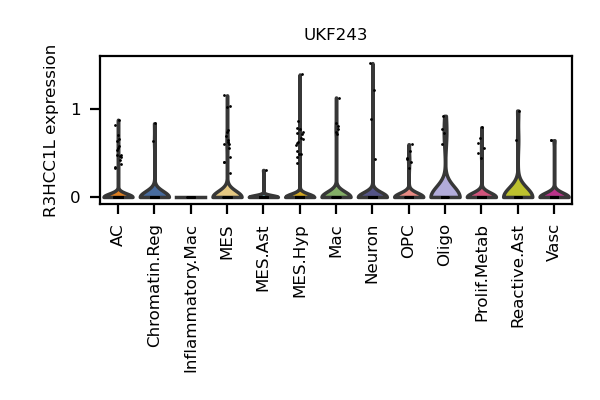 UKF243
R3HCC1L expression
1
0
AC
Chromatin.Reg
Inflammatory.Mac
MES
MES.Ast
MES.Hyp
Mac
Neuron
OPC
Oligo
Prolif.Metab
Reactive.Ast
Vasc